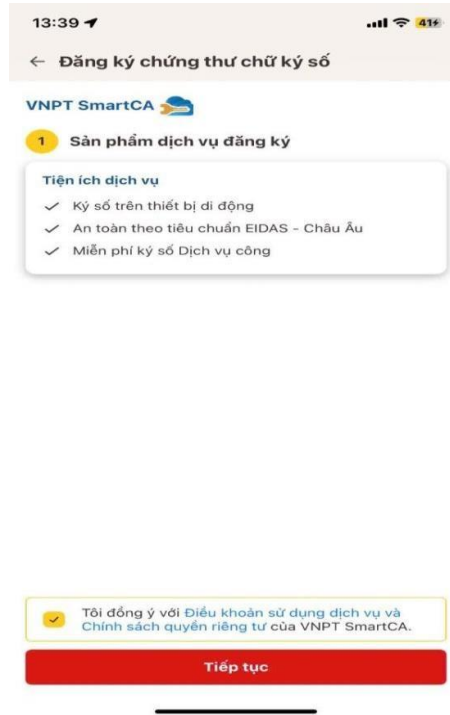 13:39
41
← Đăng ký chứng thư chữ ký số
VNPT SmartCA
1 Sản phẩm dịch vụ đăng ký
Tiện ích dịch vụ
Ký số trên thiết bị di động
An toàn theo tiêu chuẩn EIDAS - Châu Âu
Miễn phí ký số Dịch vụ công
Tôi đồng ý với Điều khoản sử dụng dịch vụ và
Chính sách quyền riêng tư của VNPT SmartCA.
Tiếp tục